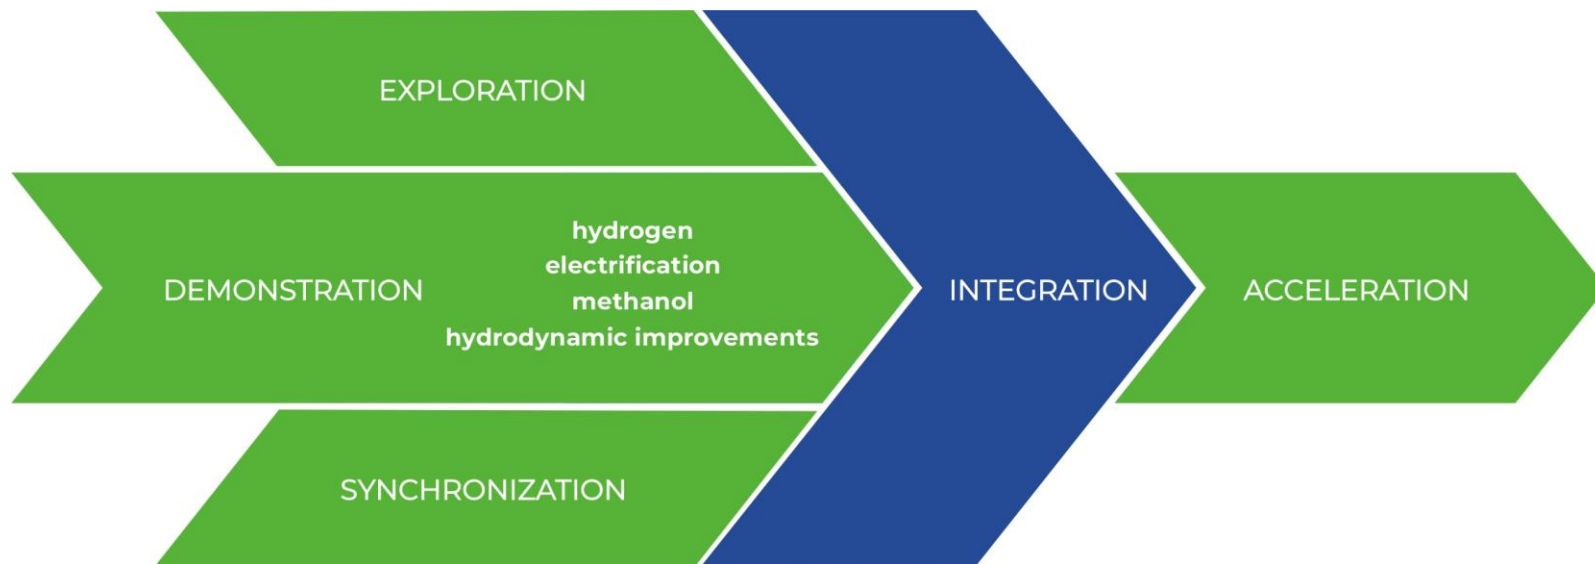 EXPLORATION
DEMONSTRATION
hydrogen
electrification
methanol
hydrodynamic improvements
INTEGRATION
ACCELERATION
SYNCHRONIZATION